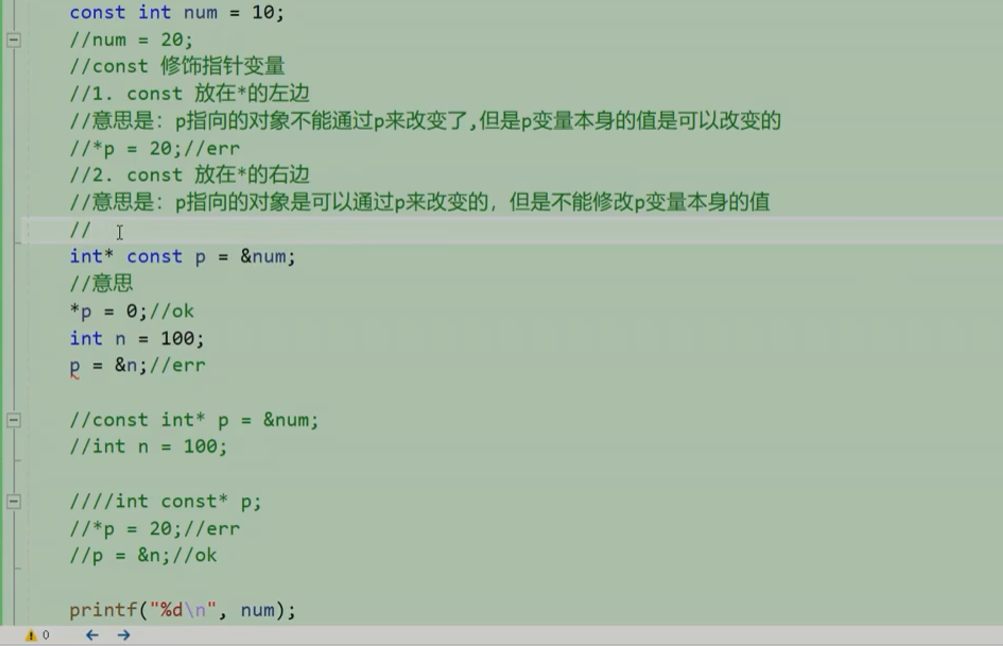 const int num = 10;
//num = 20;
//const 修饰指针变量
//1. const 放在*的左边
//意思是：p指向的对象不能通过p来改变了,但是p变量本身的值是可以改变的
//*p = 20;//err
//2. const 放在*的右边
//意思是：p指向的对象是可以通过p来改变的，但是不能修改p变量本身的值
//
int* const p = &num;
//意思
*p = 0;//ok
int n = 100;
p = &n;//err
//const int* p = &num;
//int n = 100;
////int const* p;
//*p = 20;//err
//p = &n;//ok
printf("%d\n", num);
0